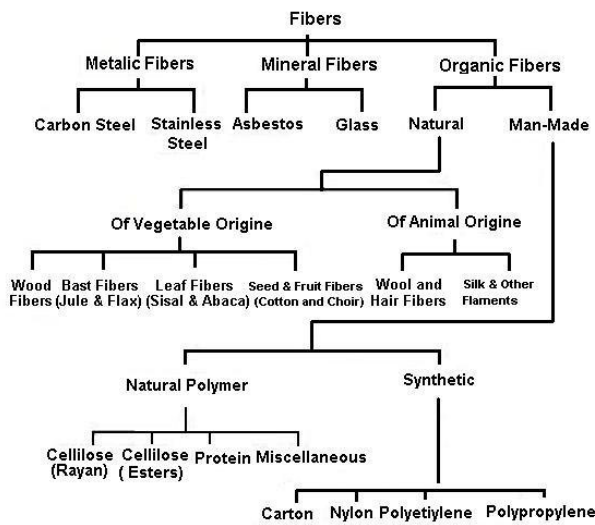 Fibers
Metalic Fibers
Mineral Fibers
Organic Fibers
Carbon Steel
Stainless
Steel
Asbestos
Glass
Natural
Man-Made
Of Vegetable Origine
Of Animal Origine
Wood
Fibers
Bast Fibers
(Jule & Flax)
Leaf Fibers
(Sisal & Abaca)
Seed & Fruit Fibers
(Cotton and Choir)
Wool and
Hair Fibers
Silk & Other
Flaments
Natural Polymer
Synthetic
Cellilose
(Rayan)
Cellilose
( Esters)
Protein
Miscellaneous
Carton
Nylon
Polyetiylene
Polypropylene